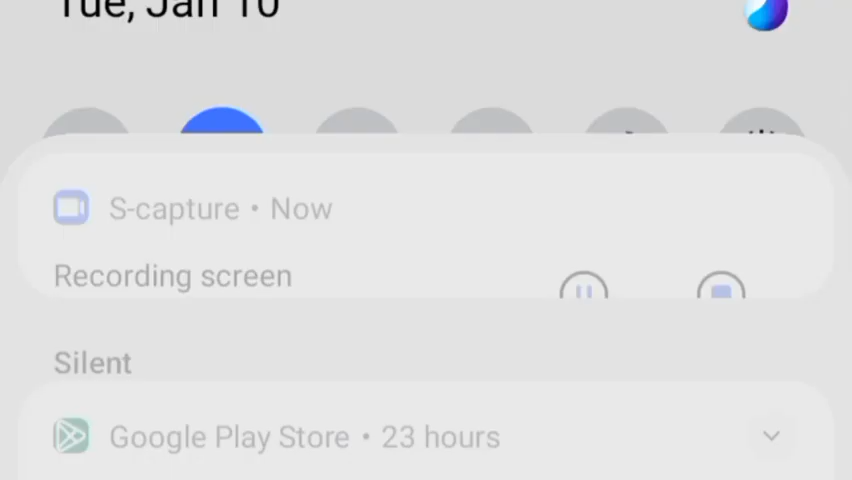 Tue, Jan 10
S-capture • Now
Recording screen
Silent
Google Play Store • 23 hours